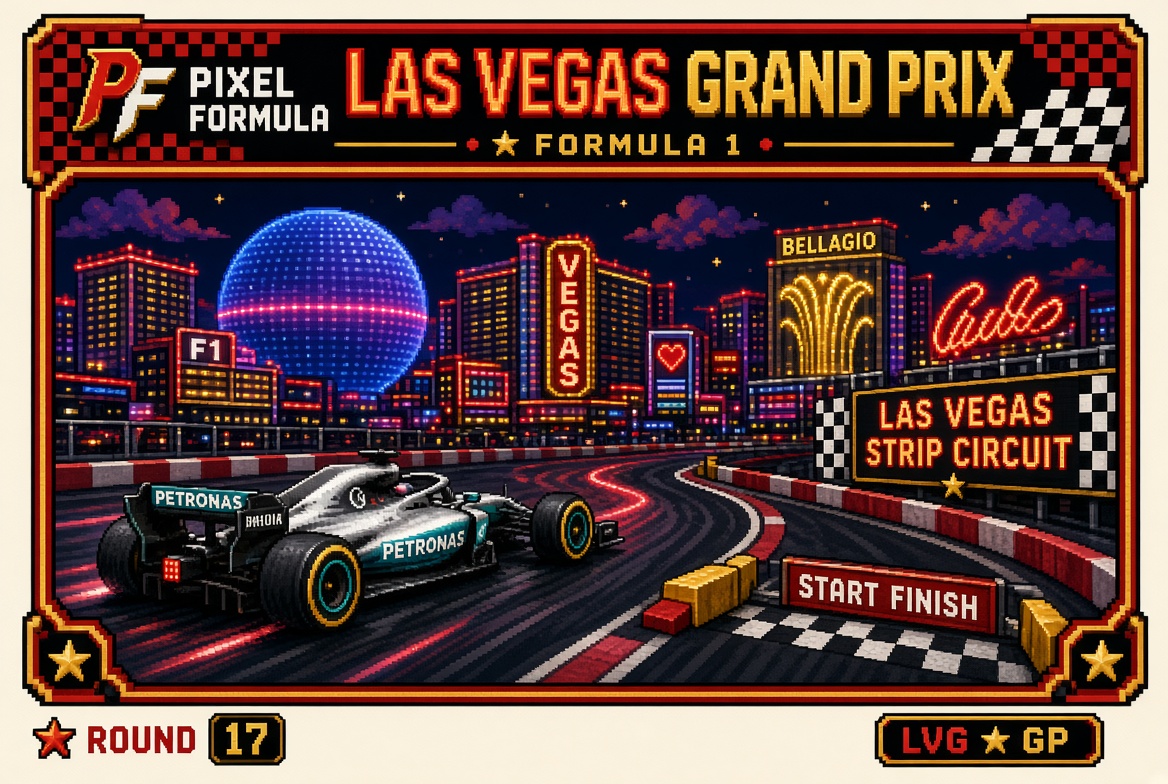 PF
PIXEL
FORMULA
LAS VEGAS GRAND PRIX
FORMULA 1
BELLAGIO
VEGAS
F1
LAS VEGAS
STRIP CIRCUIT
PETRONAS
PETRONAS
START FINISH
ROUND 17
LVG ★ GP